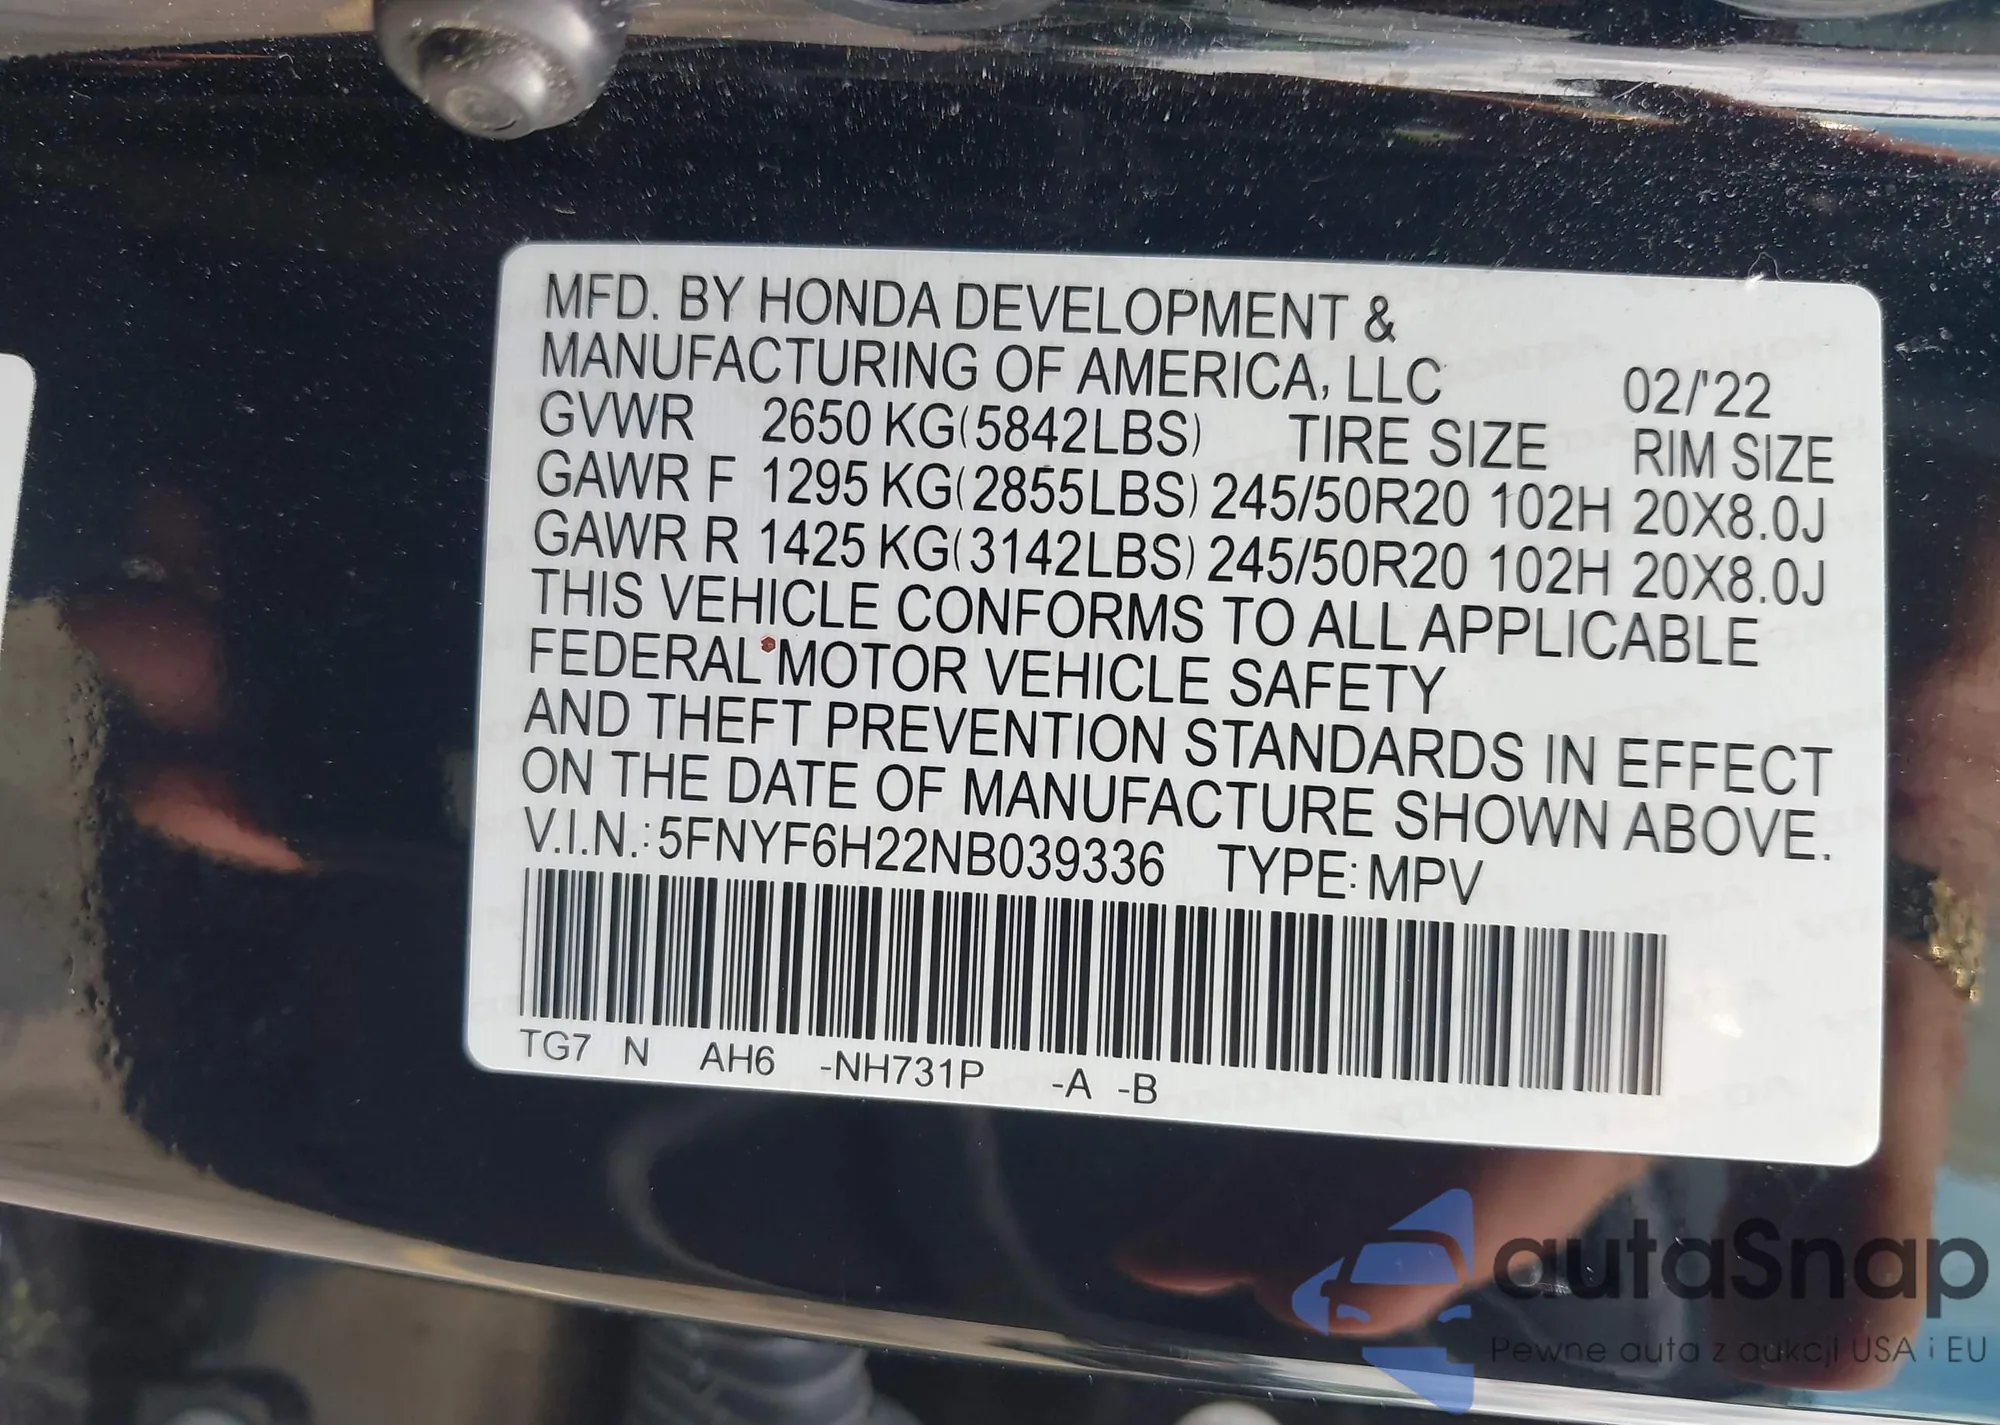 MFD. BY HONDA DEVELOPMENT &
MANUFACTURING OF AMERICA, LLC 02/'22
GVWR 2650 KG(5842LBS) TIRE SIZE RIM SIZE
GAWR F 1295 KG(2855LBS) 245/50R20 102H 20X8.0J
GAWR R 1425 KG(3142LBS) 245/50R20 102H 20X8.0J
THIS VEHICLE CONFORMS TO ALL APPLICABLE
FEDERAL MOTOR VEHICLE SAFETY
AND THEFT PREVENTION STANDARDS IN EFFECT
ON THE DATE OF MANUFACTURE SHOWN ABOVE.
V.I.N.: 5FNYF6H22NB039336 TYPE: MPV
TG7 N AH6 -NH731P -A -B
autaSnap
Pewne auta z aukcji USA i EU